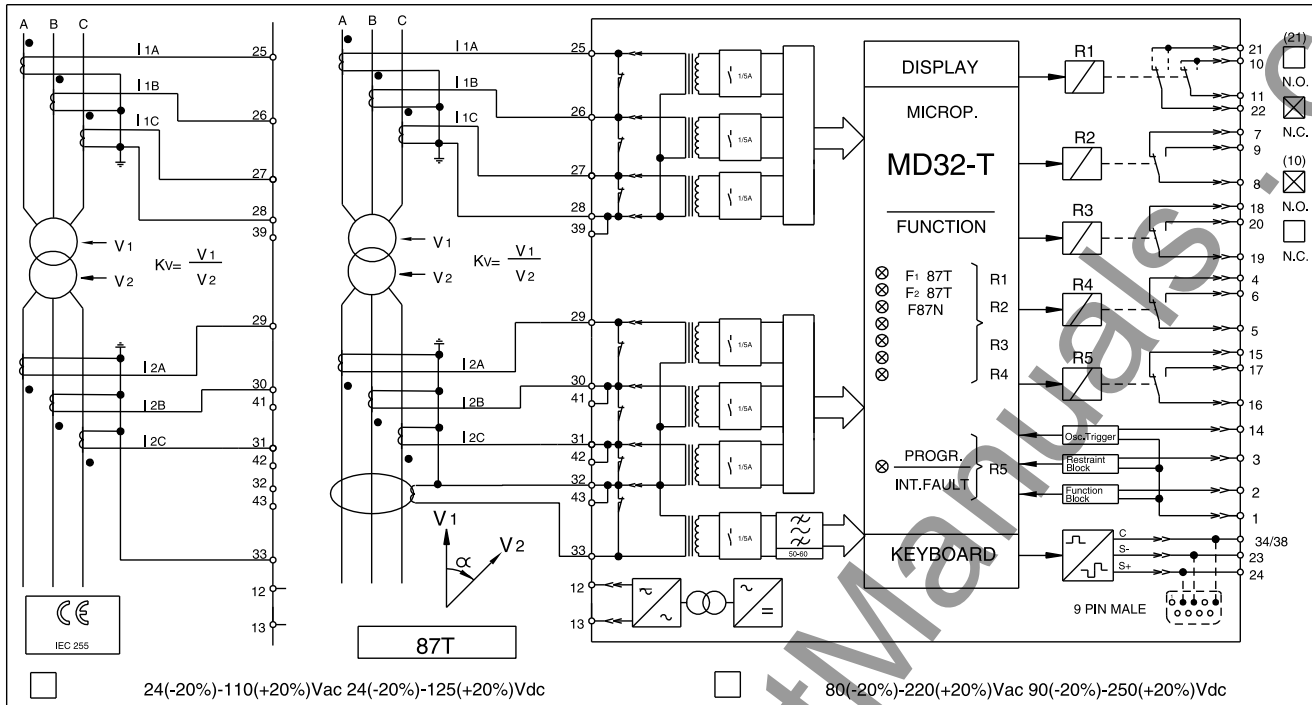 A B C
I 1A
25
I 1B
26
I 1C
27
28
39
V1
V2
KV= V1
V2
29
I 2A
30
41
I 2B
I 2C
31
42
32
43
33
12
13
CE
IEC 255
A B C
I 1A
25
I 1B
26
I 1C
27
28
39
V1
V2
KV= V1
V2
29
I 2A
30
41
I 2B
I 2C
31
42
32
43
33
12
13
V1
V2
α
87T
1/5A
1/5A
1/5A
1/5A
1/5A
1/5A
1/5A
50-60
DISPLAY
MICROP.
MD32-T
FUNCTION
F1 87T
F2 87T
F87N
R1
R2
R3
R4
PROGR.
INT.FAULT
R5
KEYBOARD
R1
R2
R3
R4
R5
Osc.Trigger
Restraint
Block
Function
Block
C
S-
S+
21
10
11
22
7
9
8
18
20
19
4
6
5
15
17
16
14
3
2
1
34/38
23
24
9 PIN MALE
(21)
N.O.
N.C.
(10)
N.O.
N.C.
24(-20%)-110(+20%)Vac 24(-20%)-125(+20%)Vdc
80(-20%)-220(+20%)Vac 90(-20%)-250(+20%)Vdc